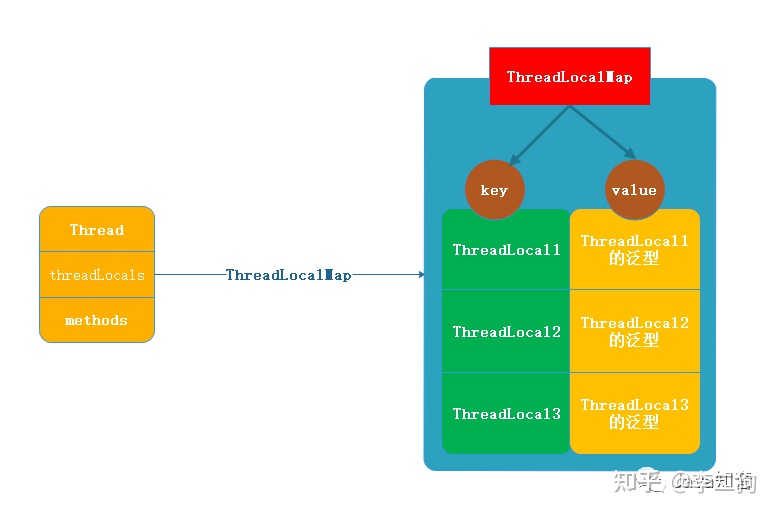 ThreadLocalMap
key
value
Thread
threadLocals
methods
ThreadLocalMap
ThreadLocal1
ThreadLocal1
的泛型
ThreadLocal2
ThreadLocal2
的泛型
ThreadLocal3
ThreadLocal3
的泛型
知乎